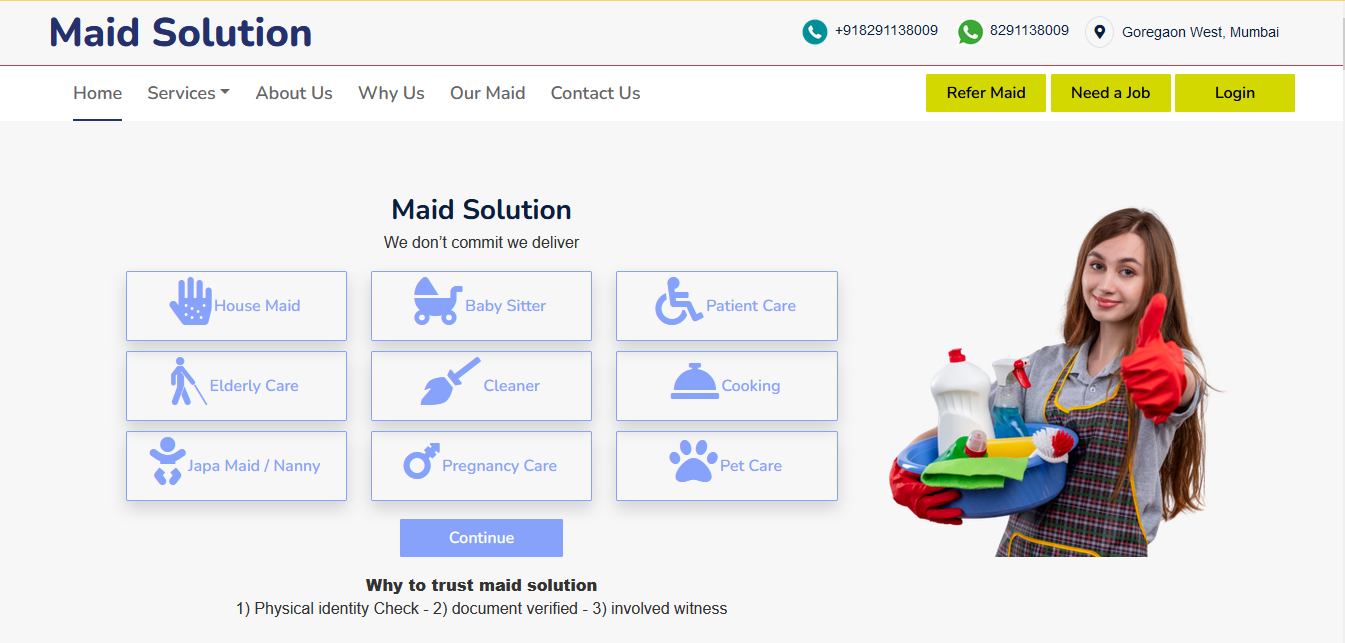 Maid Solution
+918291138009 8291138009 Goregaon West, Mumbai
Home Services About Us Why Us Our Maid Contact Us Refer Maid Need a Job Login
Maid Solution
We don’t commit we deliver
House Maid Baby Sitter Patient Care
Elderly Care Cleaner Cooking
Japa Maid / Nanny Pregnancy Care Pet Care
Continue
Why to trust maid solution
1) Physical identity Check - 2) document verified - 3) involved witness